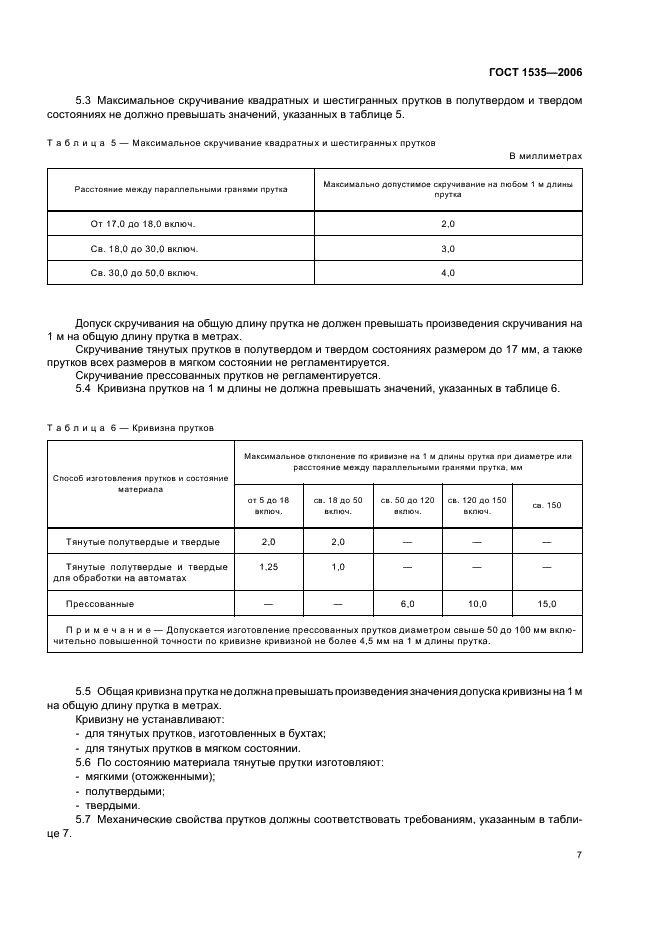 ГОСТ 1535—2006
5.3 Максимальное скручивание квадратных и шестигранных прутков в полутвердом и твердом
состояниях не должно превышать значений, указанных в таблице 5.
Т а б л и ц а 5 — Максимальное скручивание квадратных и шестигранных прутков
В миллиметрах
Расстояние между параллельными гранями прутка
Максимально допустимое скручивание на любом 1 м длины
прутка
От 17,0 до 18,0 включ.
2,0
Св. 18,0 до 30,0 включ.
3,0
Св. 30,0 до 50,0 включ.
4,0
Допуск скручивания на общую длину прутка не должен превышать произведения скручивания на
1 м на общую длину прутка в метрах.
Скручивание тянутых прутков в полутвердом и твердом состояниях размером до 17 мм, а также
прутков всех размеров в мягком состоянии не регламентируется.
Скручивание прессованных прутков не регламентируется.
5.4 Кривизна прутков на 1 м длины не должна превышать значений, указанных в таблице 6.
Т а б л и ц а 6 — Кривизна прутков
Способ изготовления прутков и состояние
материала
Максимальное отклонение по кривизне на 1 м длины прутка при диаметре или
расстояние между параллельными гранями прутка, мм
от 5 до 18
включ.
св. 18 до 50
включ.
св. 50 до 120
включ.
св. 120 до 150
включ.
св. 150
Тянутые полутвердые и твердые
2,0
2,0
—
—
—
Тянутые полутвердые и твердые
для обработки на автоматах
1,25
1,0
—
—
—
Прессованные
—
—
6,0
10,0
15,0
П р и м е ч а н и е — Допускается изготовление прессованных прутков диаметром свыше 50 до 100 мм вклю-
чительно повышенной точности по кривизне кривизной не более 4,5 мм на 1 м длины прутка.
5.5 Общая кривизна прутка не должна превышать произведения значения допуска кривизны на 1 м
на общую длину прутка в метрах.
Кривизну не устанавливают:
- для тянутых прутков, изготовленных в бухтах;
- для тянутых прутков в мягком состоянии.
5.6 По состоянию материала тянутые прутки изготовляют:
- мягкими (отожженными);
- полутвердыми;
- твердыми.
5.7 Механические свойства прутков должны соответствовать требованиям, указанным в табли-
це 7.
7